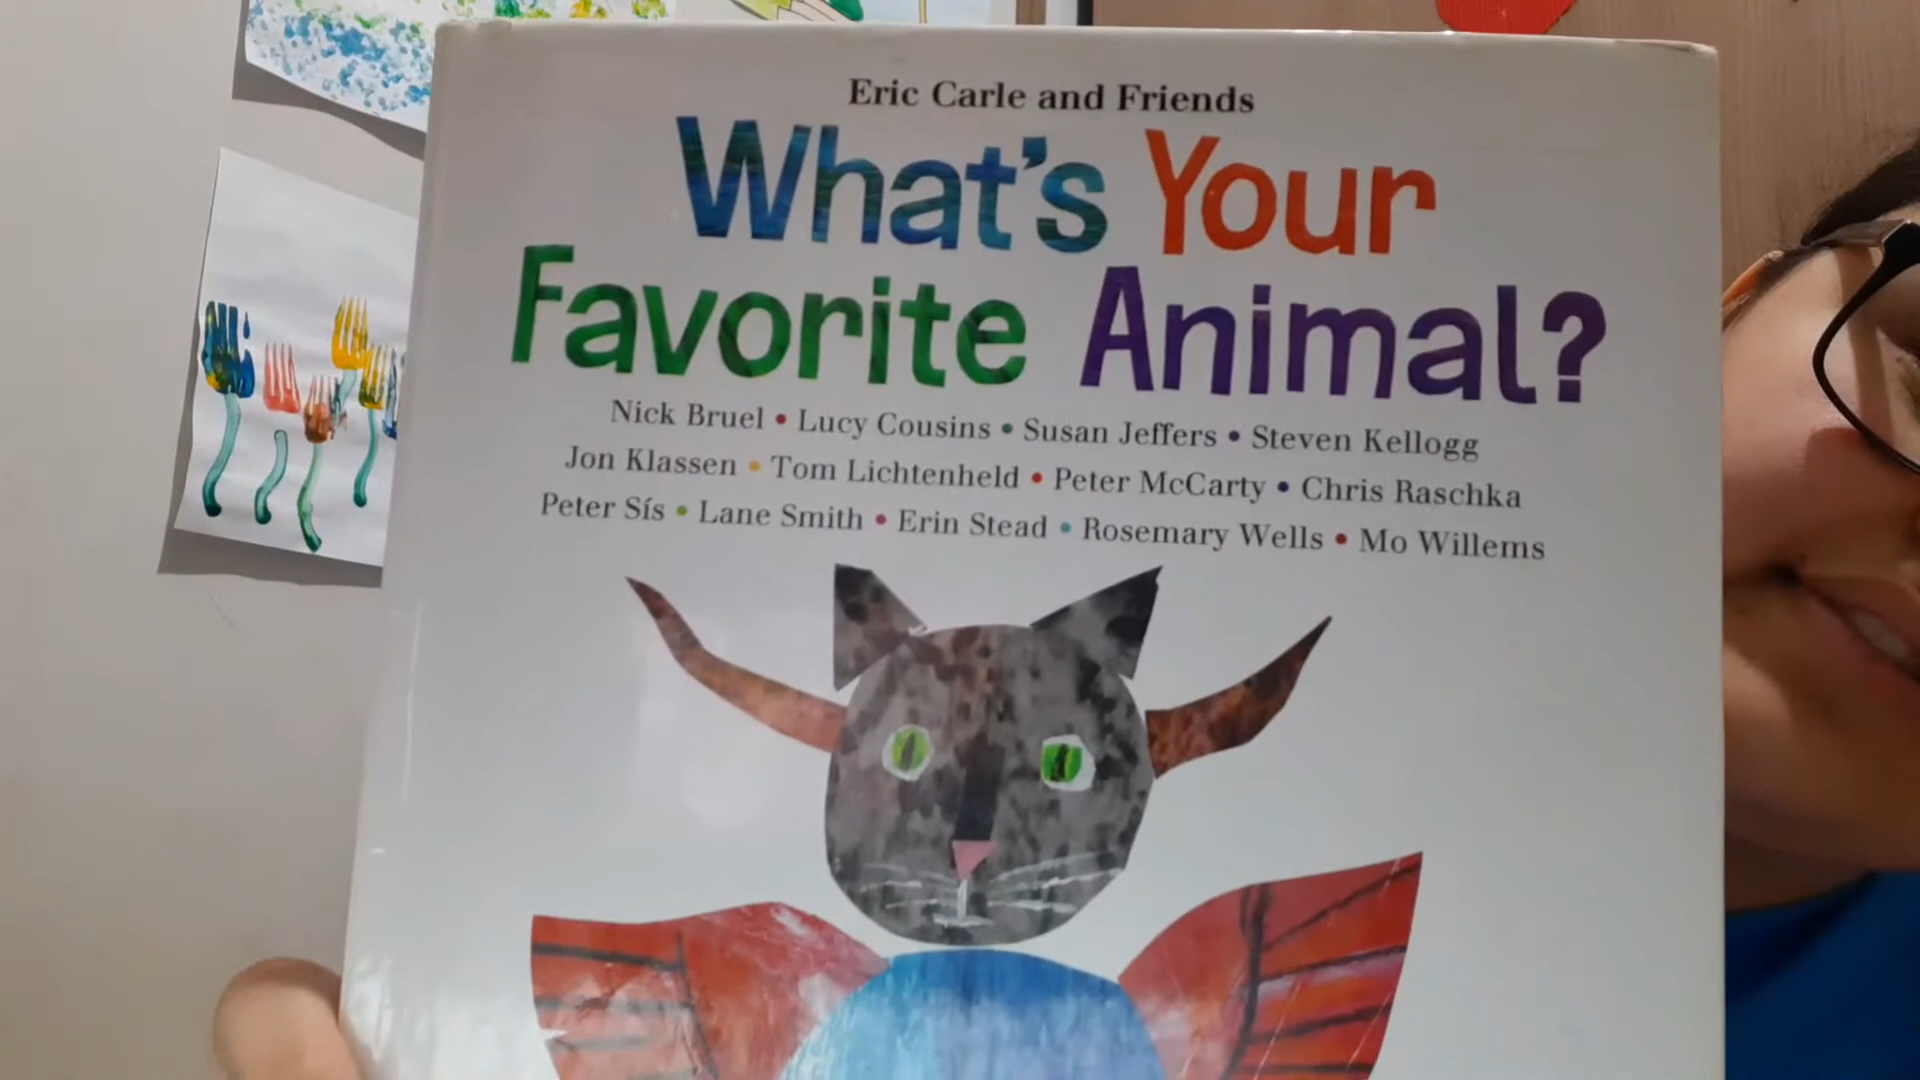 Eric Carle and Friends
What's Your
Favorite Animal?
Nick Bruel • Lucy Cousins • Susan Jeffers • Steven Kellogg
Jon Klassen • Tom Lichtenheld • Peter McCarty • Chris Raschka
Peter Sís • Lane Smith • Erin Stead • Rosemary Wells • Mo Willems